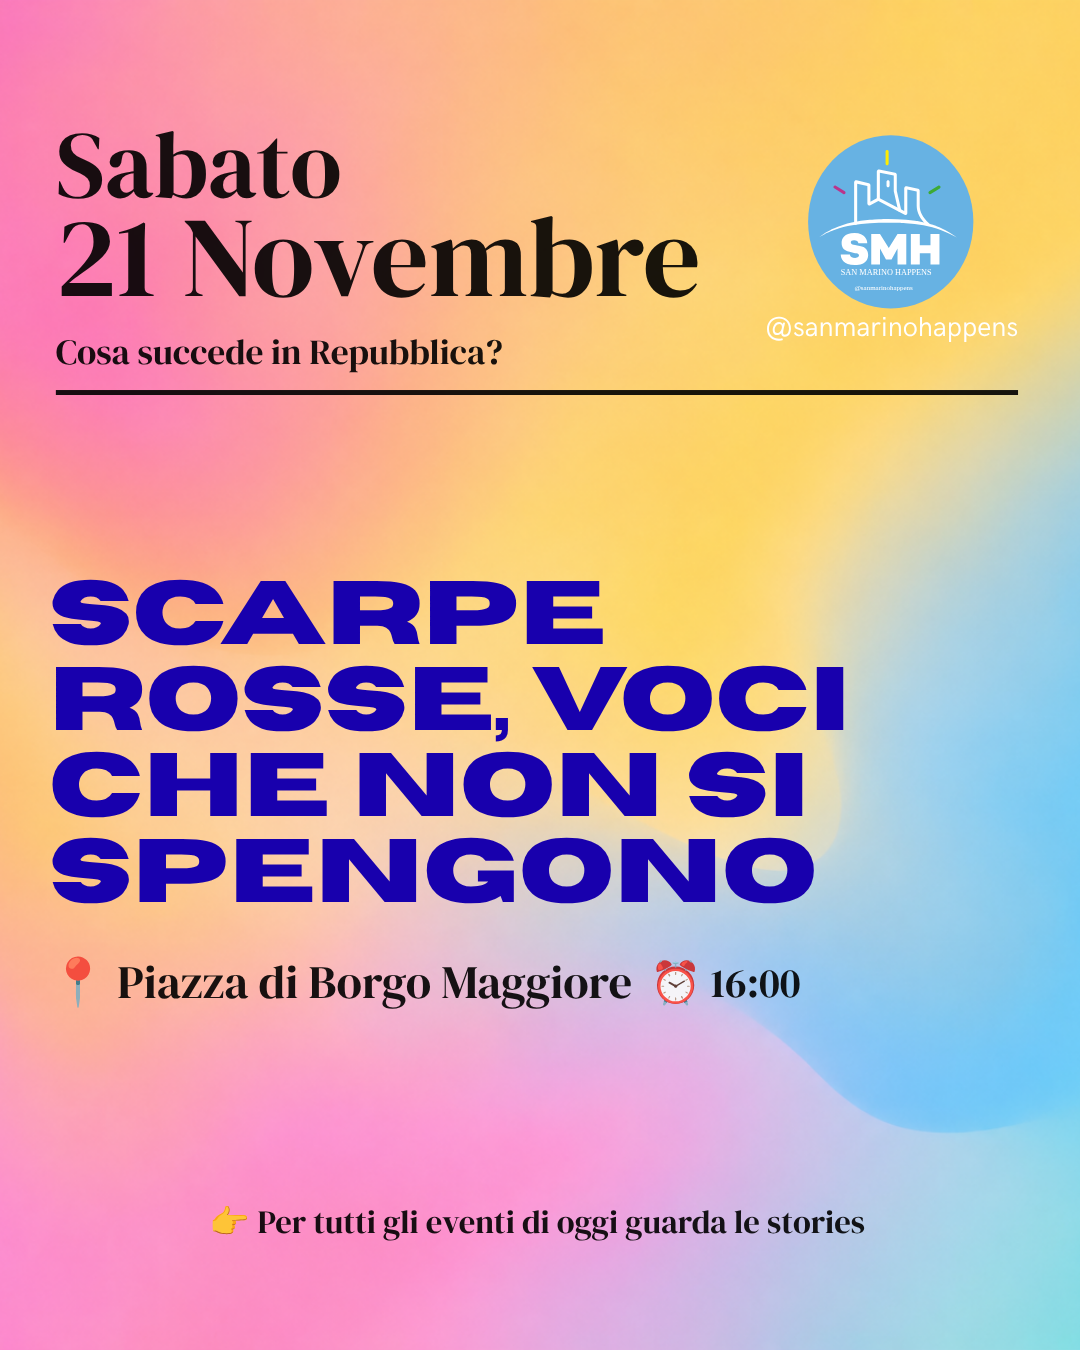 Sabato
21 Novembre
Cosa succede in Repubblica?
SMH
SAN MARINO HAPPENS
@sanmarinohappens
@sanmarinohappens
SCARPE
ROSSE, VOCI
CHE NON SI
SPENGONO
📍 Piazza di Borgo Maggiore ⏰ 16:00
👉 Per tutti gli eventi di oggi guarda le stories